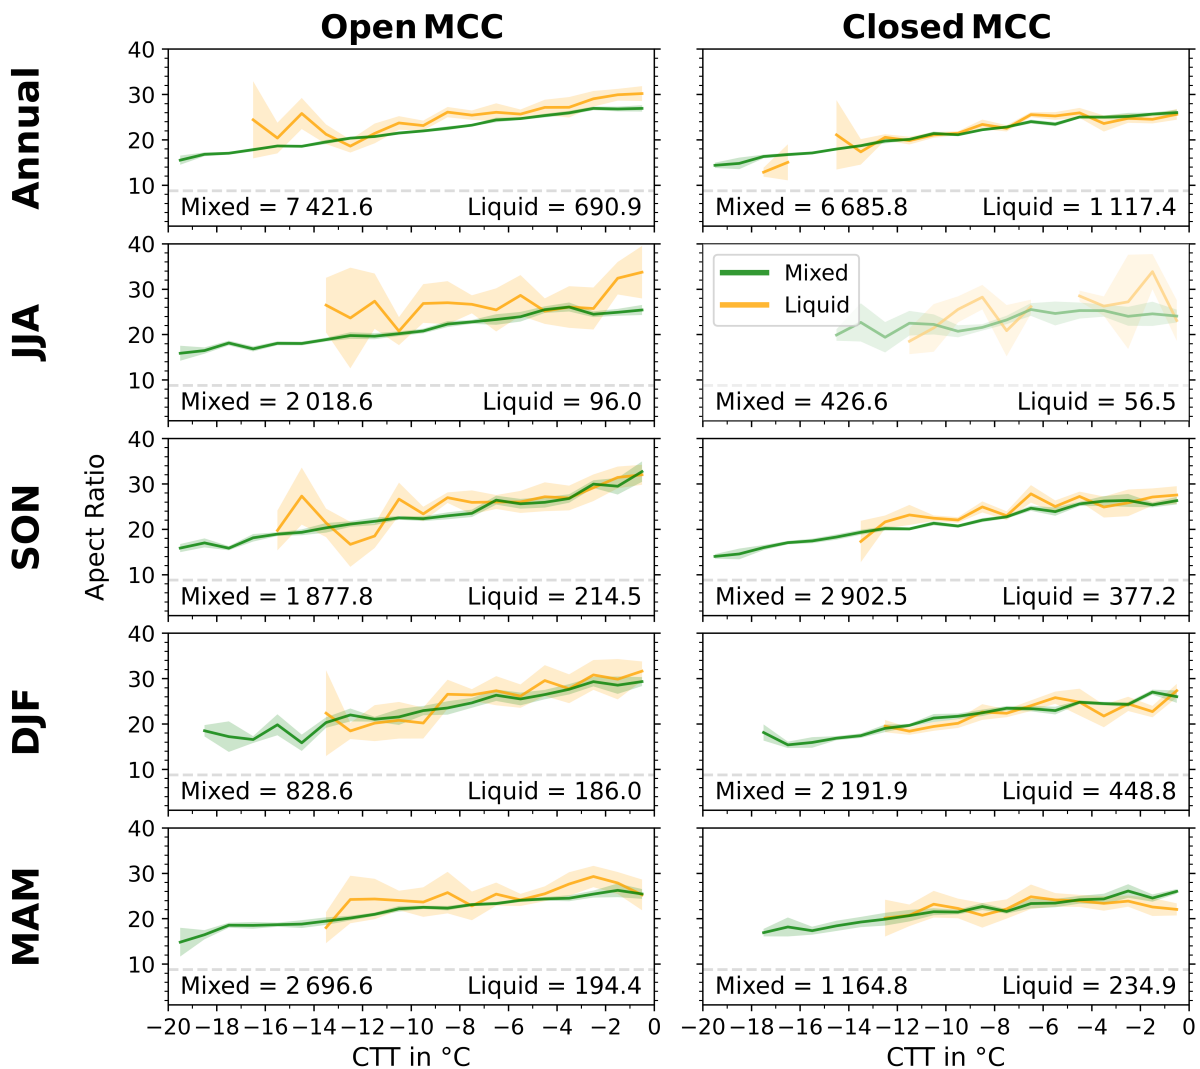 Open MCC Closed MCC
Annual
40
30
20
10
Mixed = 7 421.6 Liquid = 690.9
Mixed = 6 685.8 Liquid = 1 117.4
JJA
40
30
20
10
Mixed = 2 018.6 Liquid = 96.0
Mixed
Liquid
Mixed = 426.6 Liquid = 56.5
SON
Apect Ratio
40
30
20
10
Mixed = 1 877.8 Liquid = 214.5
Mixed = 2 902.5 Liquid = 377.2
DJF
40
30
20
10
Mixed = 828.6 Liquid = 186.0
Mixed = 2 191.9 Liquid = 448.8
MAM
40
30
20
10
Mixed = 2 696.6 Liquid = 194.4
Mixed = 1 164.8 Liquid = 234.9
−20 −18 −16 −14 −12 −10 −8 −6 −4 −2 0
−20 −18 −16 −14 −12 −10 −8 −6 −4 −2 0
CTT in °C CTT in °C